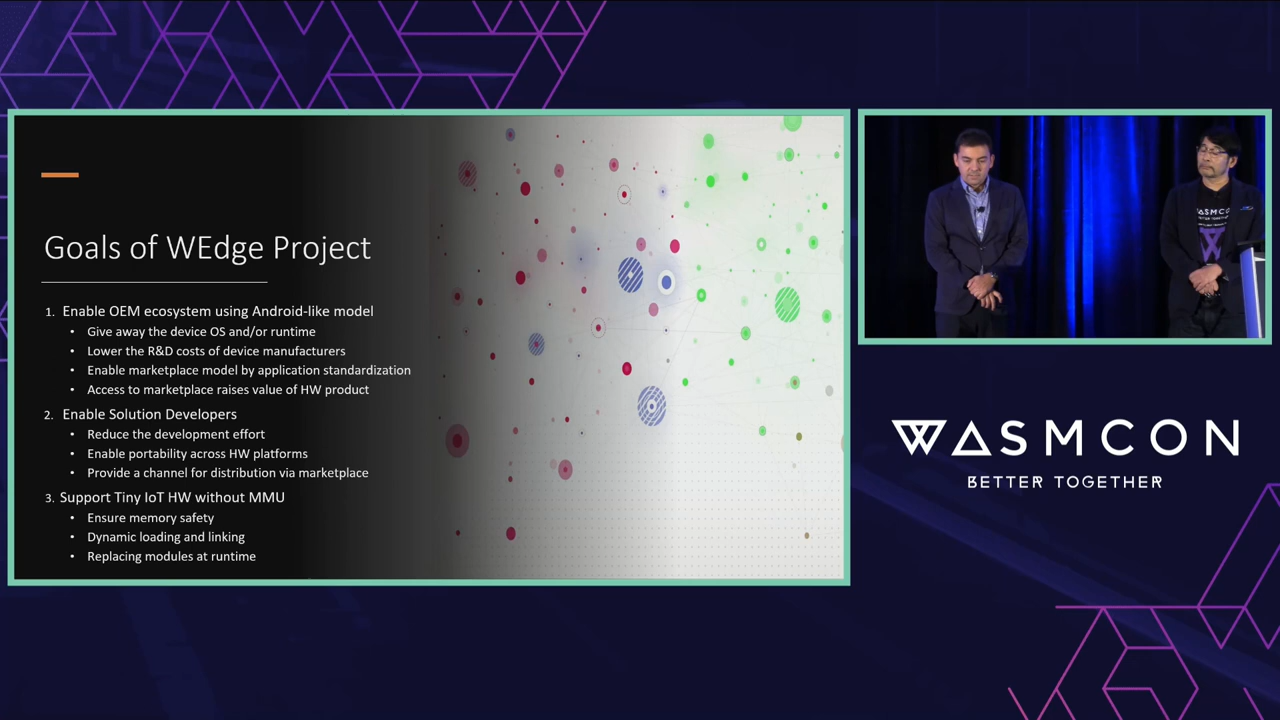 Goals of WEdge Project
1. Enable OEM ecosystem using Android-like model
• Give away the device OS and/or runtime
• Lower the R&D costs of device manufacturers
• Enable marketplace model by application standardization
• Access to marketplace raises value of HW product
2. Enable Solution Developers
• Reduce the development effort
• Enable portability across HW platforms
• Provide a channel for distribution via marketplace
3. Support Tiny IoT HW without MMU
• Ensure memory safety
• Dynamic loading and linking
• Replacing modules at runtime
WASMCON
BETTER TOGETHER
WASMCON
BETTER TOGETHER